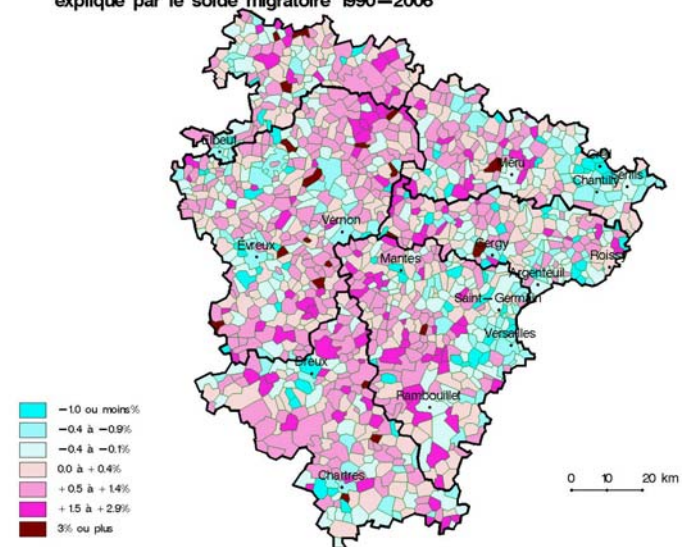 expliqué par le solde migratoire 1990—2006
Elbeuf
Méru
Creil
Senlis
Chantilly
Vernon
Évreux
Cergy
Mantes
Roissy
Argenteuil
Saint—Germain
Versailles
Dreux
Rambouillet
Chartres
—1.0 ou moins%
—0.4 à —0.9%
—0.4 à —0.1%
0.0 à +0.4%
+0.5 à +1.4%
+1.5 à +2.9%
3% ou plus
0 10 20 km